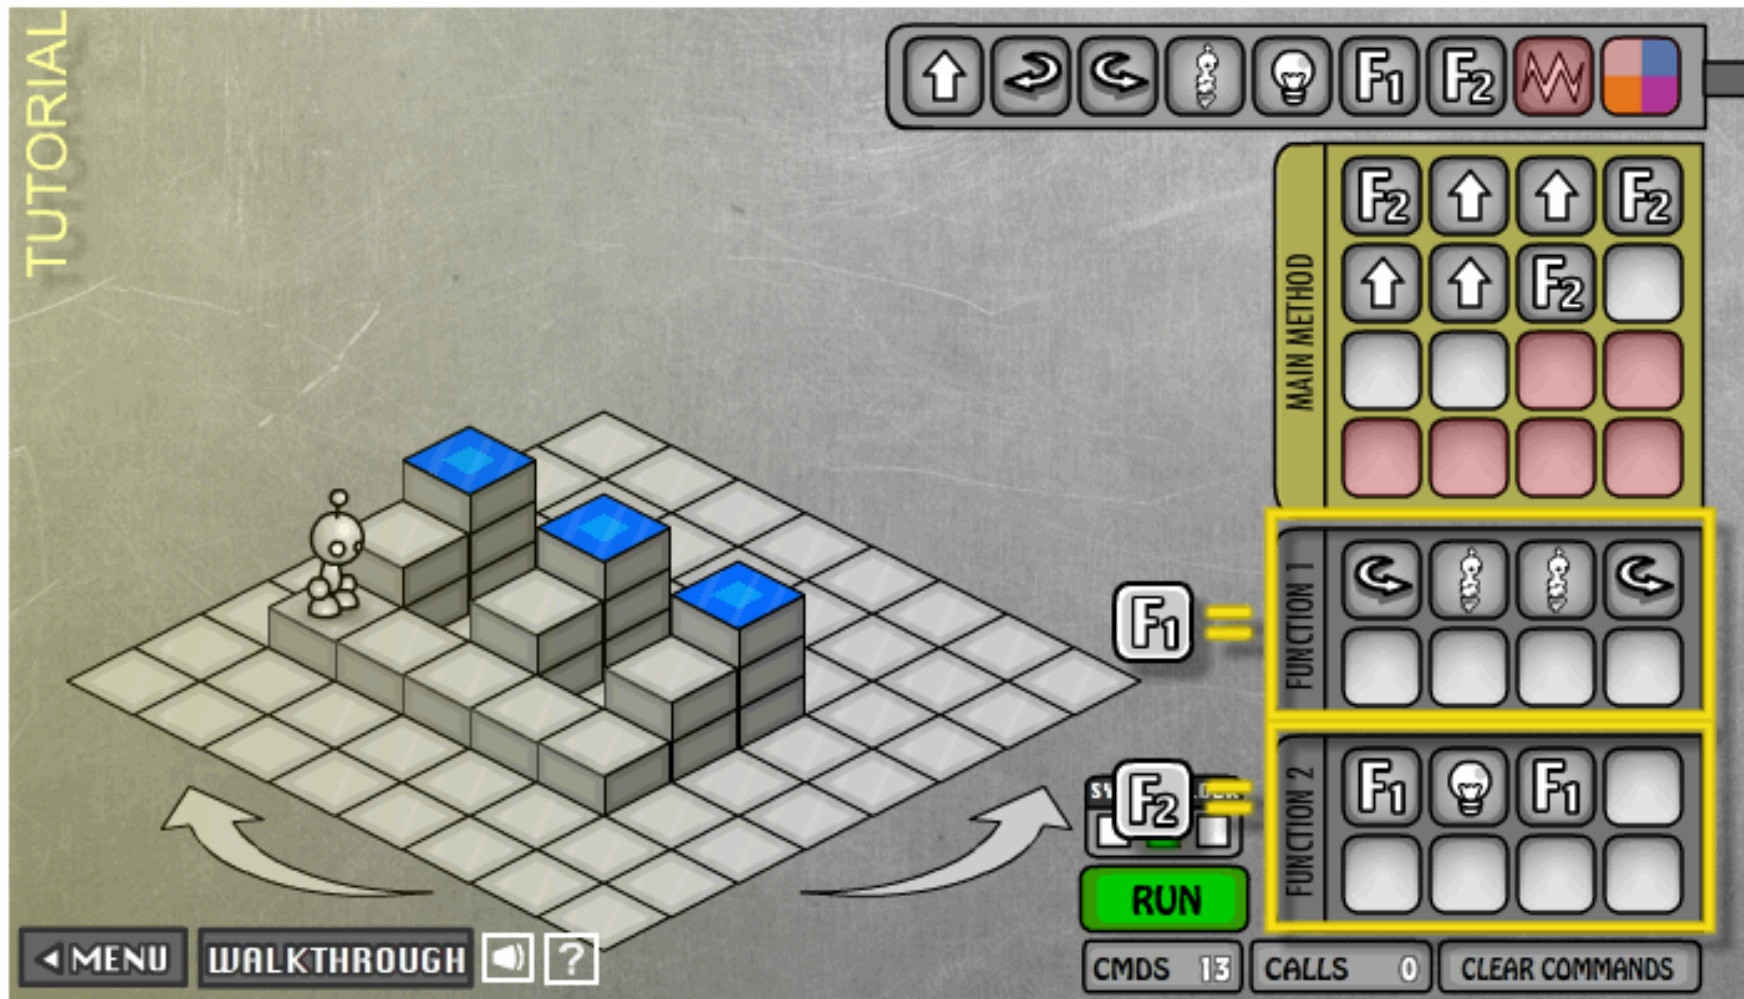 TUTORIAL
F1 F2
MAIN METHOD
F2 F2
F2
FUNCTION 1
F1
FUNCTION 2
F1 F1
F2
RUN
MENU
WALKTHROUGH
?
CMDS 13
CALLS 0
CLEAR COMMANDS